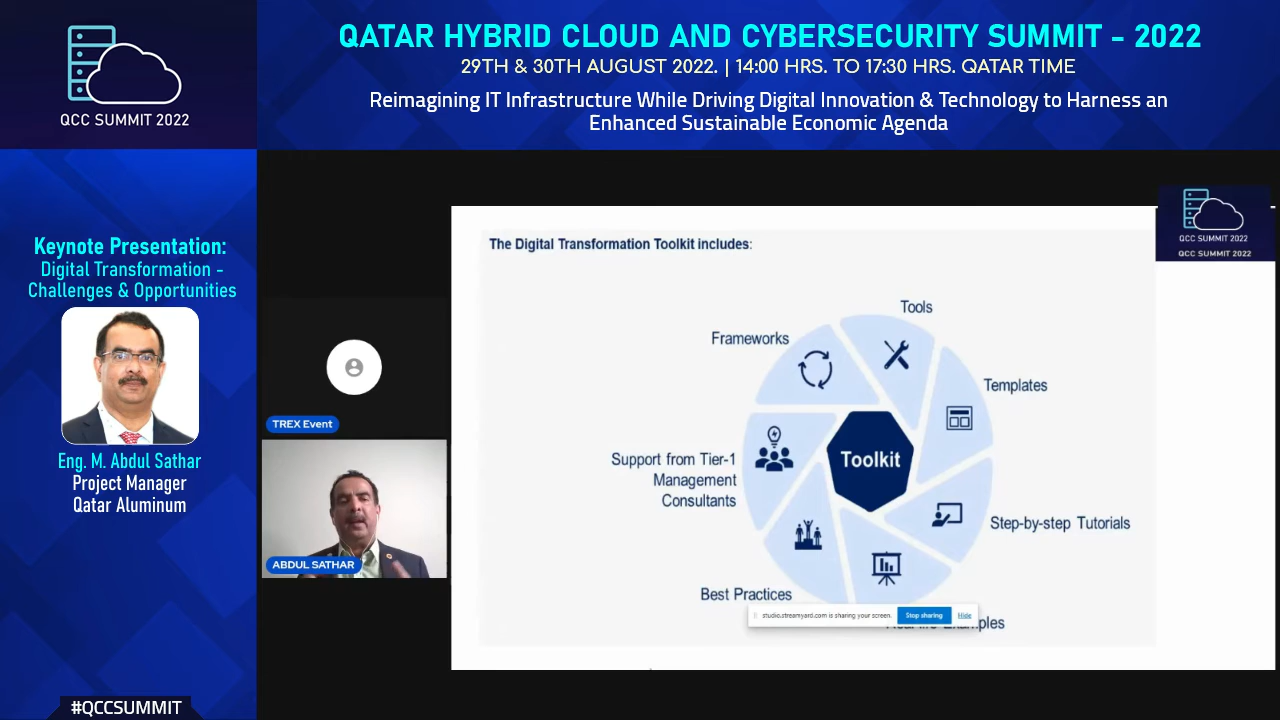 QCC SUMMIT 2022
QATAR HYBRID CLOUD AND CYBERSECURITY SUMMIT - 2022
29TH & 30TH AUGUST 2022. | 14:00 HRS. TO 17:30 HRS. QATAR TIME
Reimagining IT Infrastructure While Driving Digital Innovation & Technology to Harness an
Enhanced Sustainable Economic Agenda
Keynote Presentation:
Digital Transformation -
Challenges & Opportunities
Eng. M. Abdul Sathar
Project Manager
Qatar Aluminum
#QCCSUMMIT
TREX Event
ABDUL SATHAR
QCC SUMMIT 2022
QCC SUMMIT 2022
The Digital Transformation Toolkit includes:
Tools
Frameworks
Templates
Toolkit
Support from Tier-1
Management
Consultants
Step-by-step Tutorials
Best Practices
studio.streamyard.com is sharing your screen.
Stop sharing
Hide